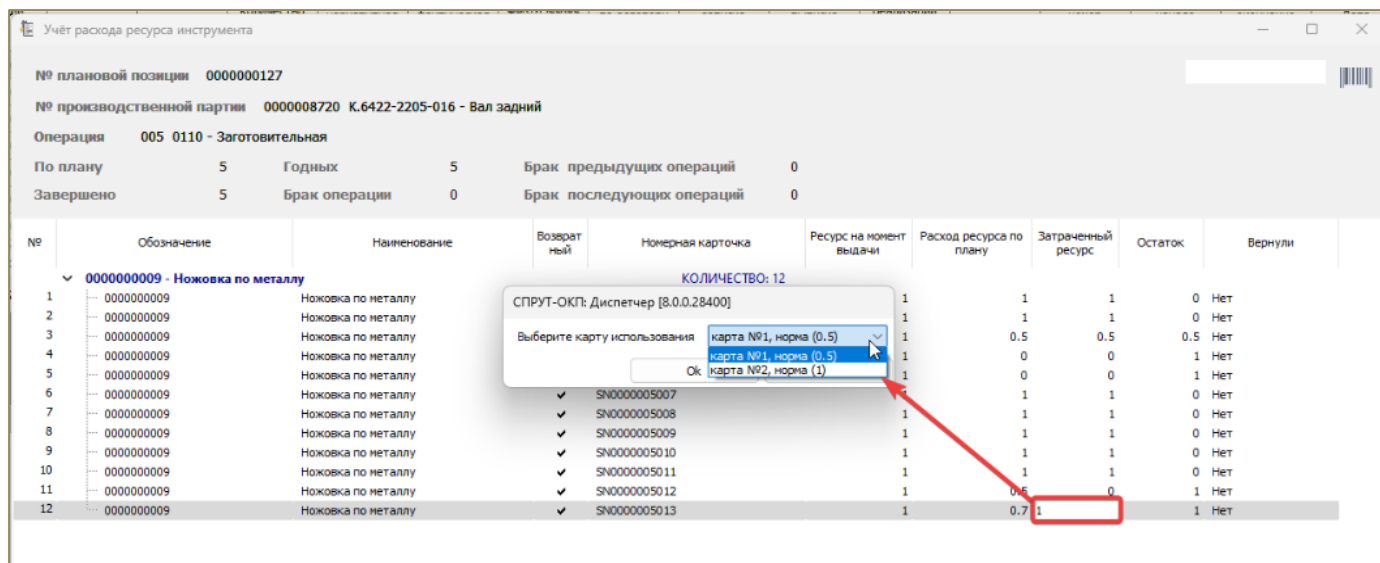 Учёт расхода ресурса инструмента
№ плановой позиции 0000000127
№ производственной партии 0000008720 К.6422-2205-016 - Вал задний
Операция 005 0110 - Заготовительная
По плану 5 Годных 5 Брак предыдущих операций 0
Завершено 5 Брак операции 0 Брак последующих операций 0
№ Обозначение Наименование Возврат ный Номерная карточка Ресурс на момент выдачи Расход ресурса по плану Затраченный ресурс Остаток Вернули
0000000009 - Ножовка по металлу КОЛИЧЕСТВО: 12
1 0000000009 Ножовка по металлу 1 1 1 0 Нет
2 0000000009 Ножовка по металлу 1 1 1 0 Нет
3 0000000009 Ножовка по металлу 1 0.5 0.5 0.5 Нет
4 0000000009 Ножовка по металлу 1 0 0 1 Нет
5 0000000009 Ножовка по металлу 1 0 0 1 Нет
6 0000000009 Ножовка по металлу ✔ SN0000005007 1 1 1 0 Нет
7 0000000009 Ножовка по металлу ✔ SN0000005008 1 1 1 0 Нет
8 0000000009 Ножовка по металлу ✔ SN0000005009 1 1 1 0 Нет
9 0000000009 Ножовка по металлу ✔ SN0000005010 1 1 1 0 Нет
10 0000000009 Ножовка по металлу ✔ SN0000005011 1 1 1 0 Нет
11 0000000009 Ножовка по металлу ✔ SN0000005012 1 0.5 0 1 Нет
12 0000000009 Ножовка по металлу ✔ SN0000005013 1 0.7 1 1 Нет
СПРУТ-ОКП: Диспетчер [8.0.0.28400]
Выберите карту использования карта №1, норма (0.5)
карта №1, норма (0.5)
Ok карта №2, норма (1)